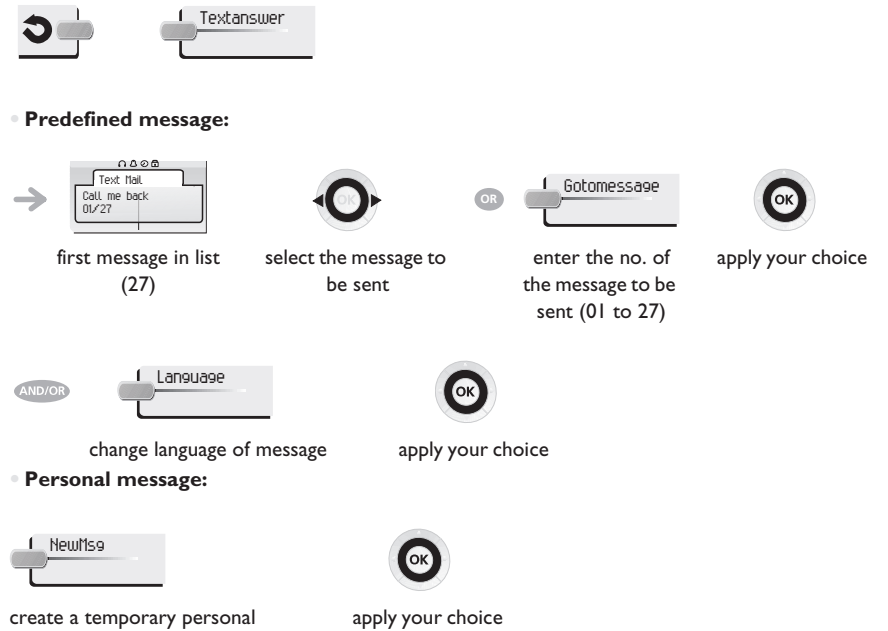 Textanswer
• Predefined message:
Text Mail
Call me back
01/27
OK
OR
Gotomessage
OK
first message in list
(27)
select the message to
be sent
enter the no. of
the message to be
sent (01 to 27)
apply your choice
AND/OR
Language
OK
change language of message
apply your choice
• Personal message:
NewMsg
OK
create a temporary personal
apply your choice